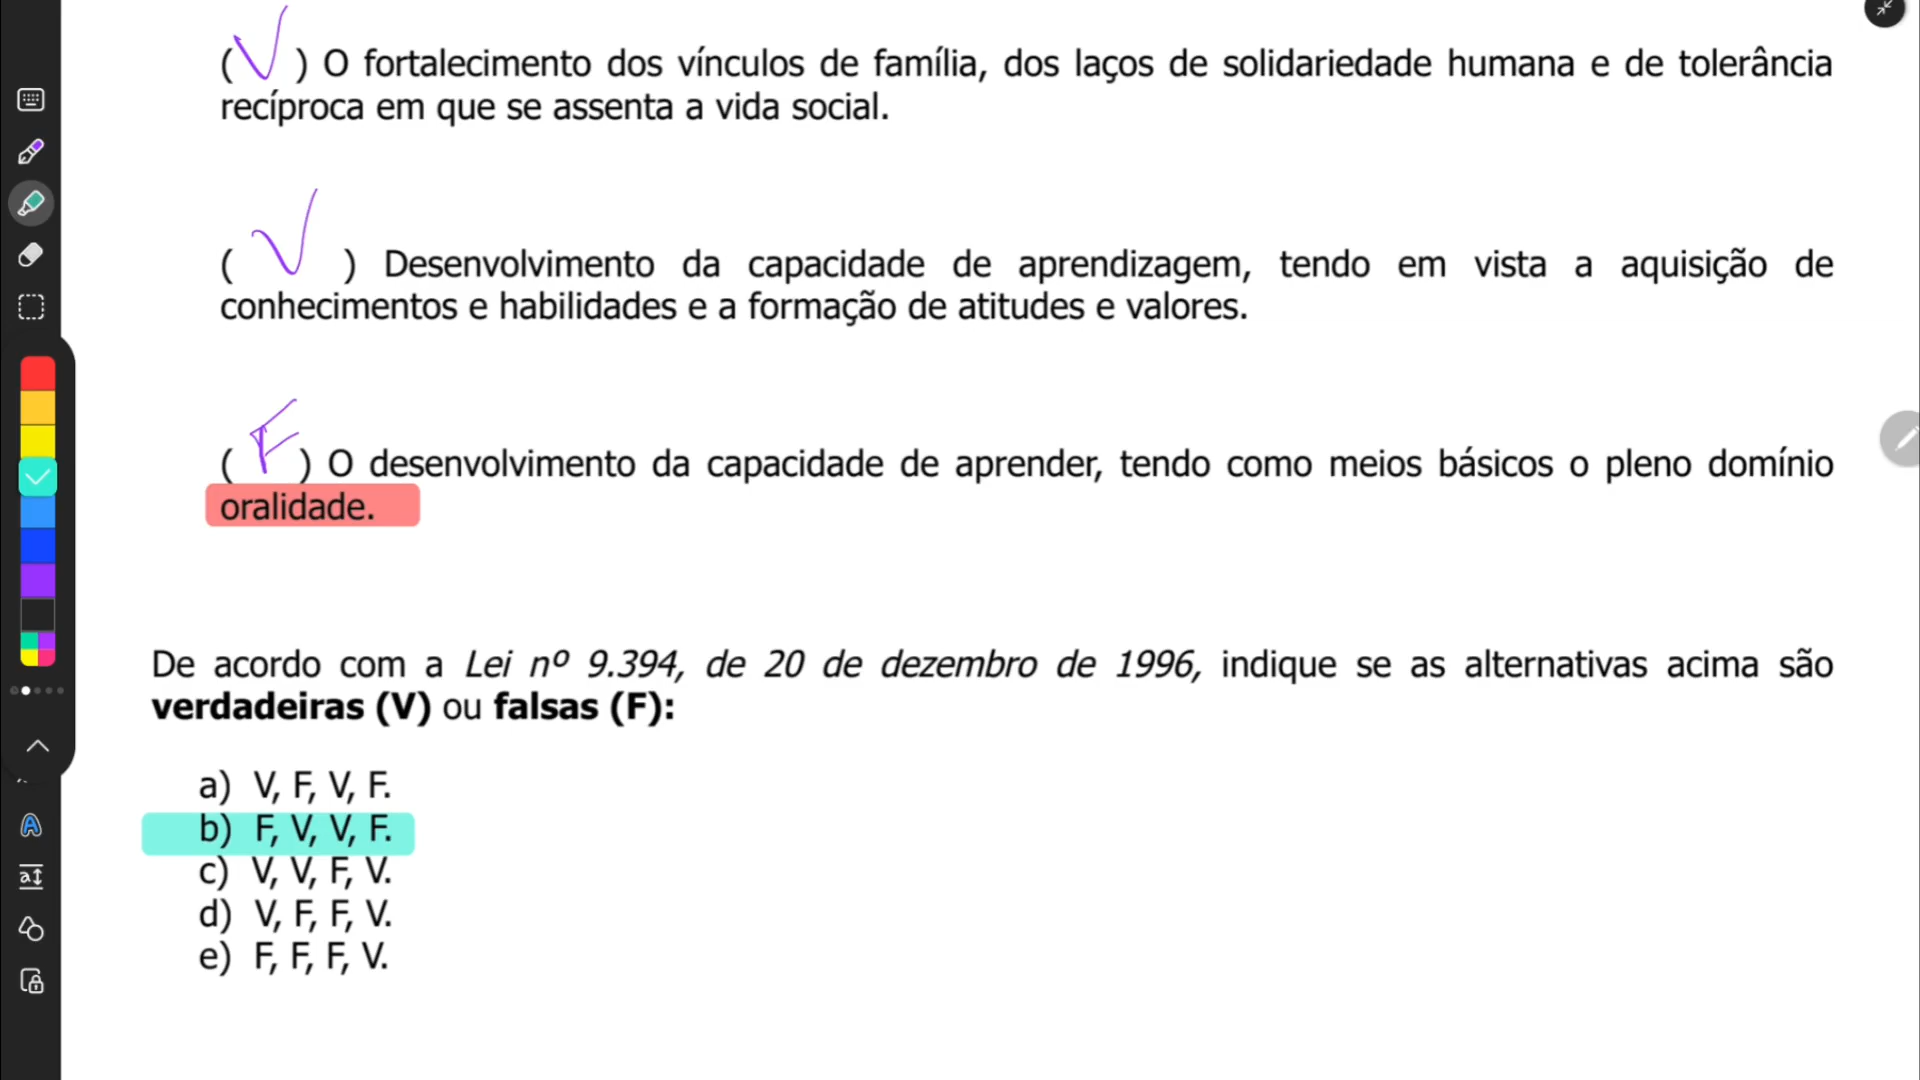 (V) O fortalecimento dos vínculos de família, dos laços de solidariedade humana e de tolerância
recíproca em que se assenta a vida social.
( V ) Desenvolvimento da capacidade de aprendizagem, tendo em vista a aquisição de
conhecimentos e habilidades e a formação de atitudes e valores.
( F ) O desenvolvimento da capacidade de aprender, tendo como meios básicos o pleno domínio
oralidade.
De acordo com a Lei nº 9.394, de 20 de dezembro de 1996, indique se as alternativas acima são
verdadeiras (V) ou falsas (F):
a) V, F, V, F.
b) F, V, V, F.
c) V, V, F, V.
d) V, F, F, V.
e) F, F, F, V.